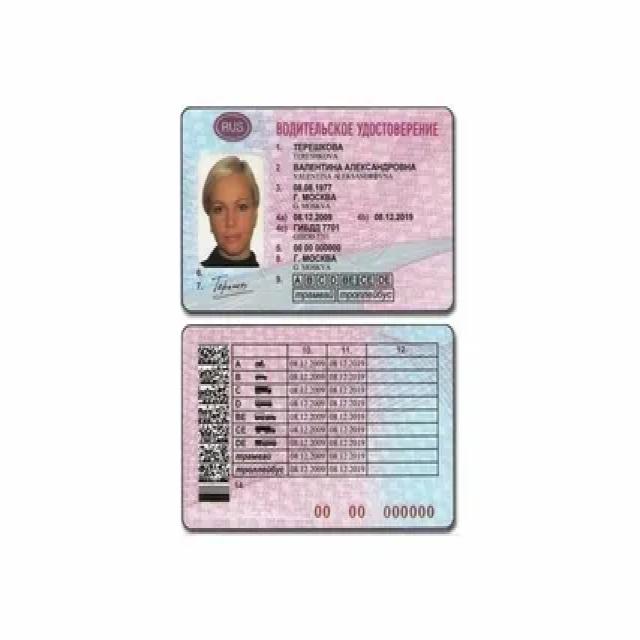 RUS
ВОДИТЕЛЬСКОЕ УДОСТОВЕРЕНИЕ
1. ТЕРЕШКОВА
TERESHKOVA
2. ВАЛЕНТИНА АЛЕКСАНДРОВНА
VALENTINA ALEKSANDROVNA
3. 08.08.1977
Г. МОСКВА
G. MOSKVA
4a) 08.12.2009 4b) 08.12.2019
4c) ГИБДД 7701
GIBDD 7701
5. 00 00 000000
8. Г. МОСКВА
G. MOSKVA
6.
7.
9. A B C D BE CE DE
трамвай троллейбус
10. 11. 12.
A 08.12.2009 08.12.2019
B 08.12.2009 08.12.2019
C 08.12.2009 08.12.2019
D 08.12.2009 08.12.2019
BE 08.12.2009 08.12.2019
CE 08.12.2009 08.12.2019
DE 08.12.2009 08.12.2019
трамвай 08.12.2009 08.12.2019
троллейбус 08.12.2009 08.12.2019
14.
00 00 000000